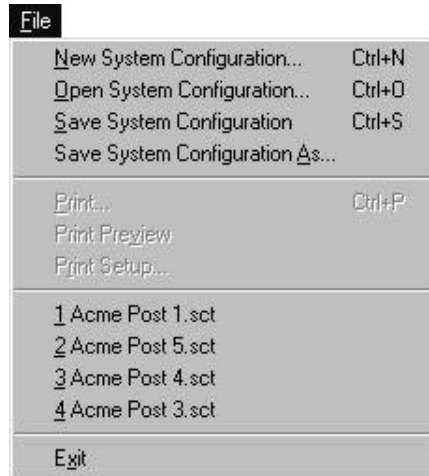 File
New System Configuration... Ctrl+N
Open System Configuration... Ctrl+O
Save System Configuration Ctrl+S
Save System Configuration As...
Print... Ctrl+P
Print Preview
Print Setup...
1 Acme Post 1.sct
2 Acme Post 5.sct
3 Acme Post 4.sct
4 Acme Post 3.sct
Exit